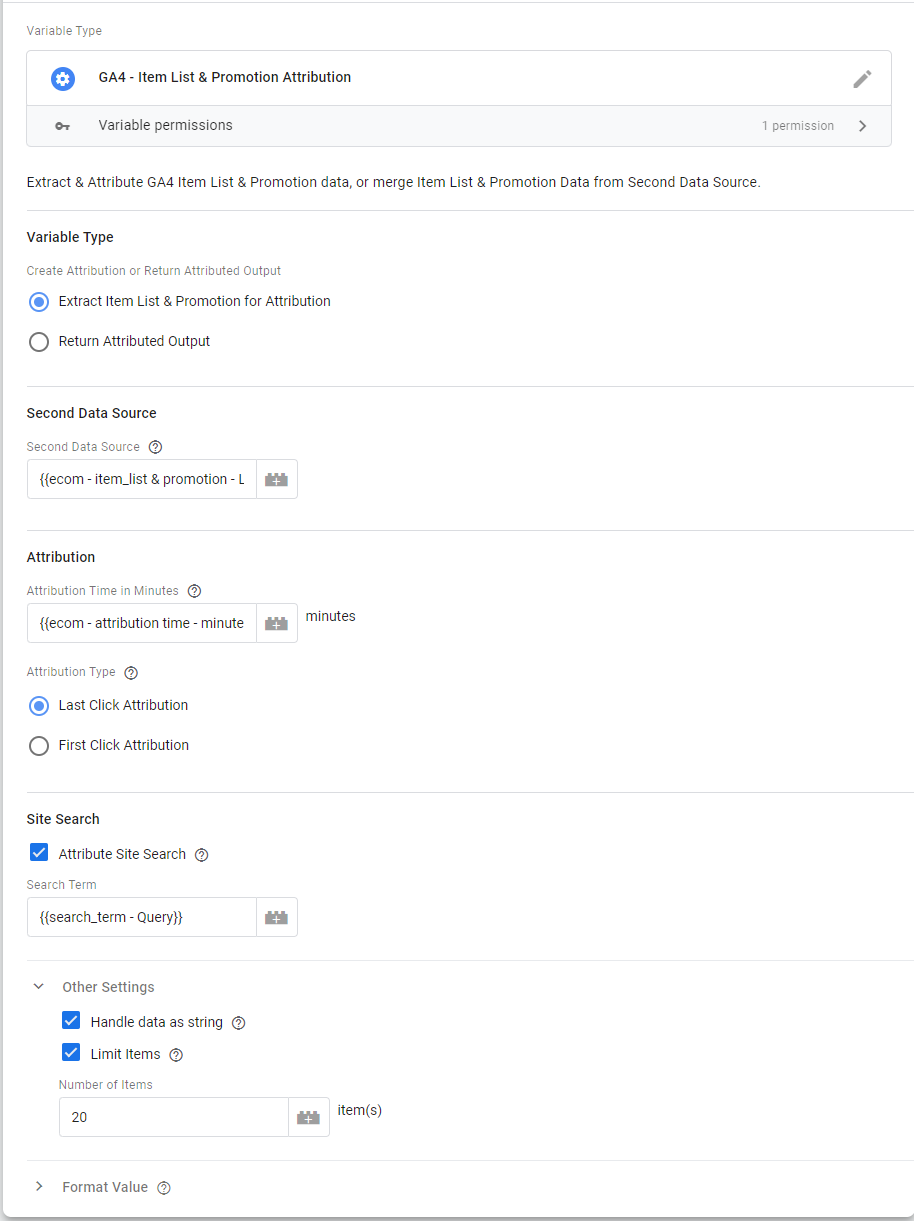 Variable Type
GA4 - Item List & Promotion Attribution
Variable permissions
1 permission
Extract & Attribute GA4 Item List & Promotion data, or merge Item List & Promotion Data from Second Data Source.
Variable Type
Create Attribution or Return Attributed Output
Extract Item List & Promotion for Attribution
Return Attributed Output
Second Data Source
Second Data Source
{{ecom - item_list & promotion - L
Attribution
Attribution Time in Minutes
{{ecom - attribution time - minute
minutes
Attribution Type
Last Click Attribution
First Click Attribution
Site Search
Attribute Site Search
Search Term
{{search_term - Query}}
Other Settings
Handle data as string
Limit Items
Number of Items
20
item(s)
Format Value